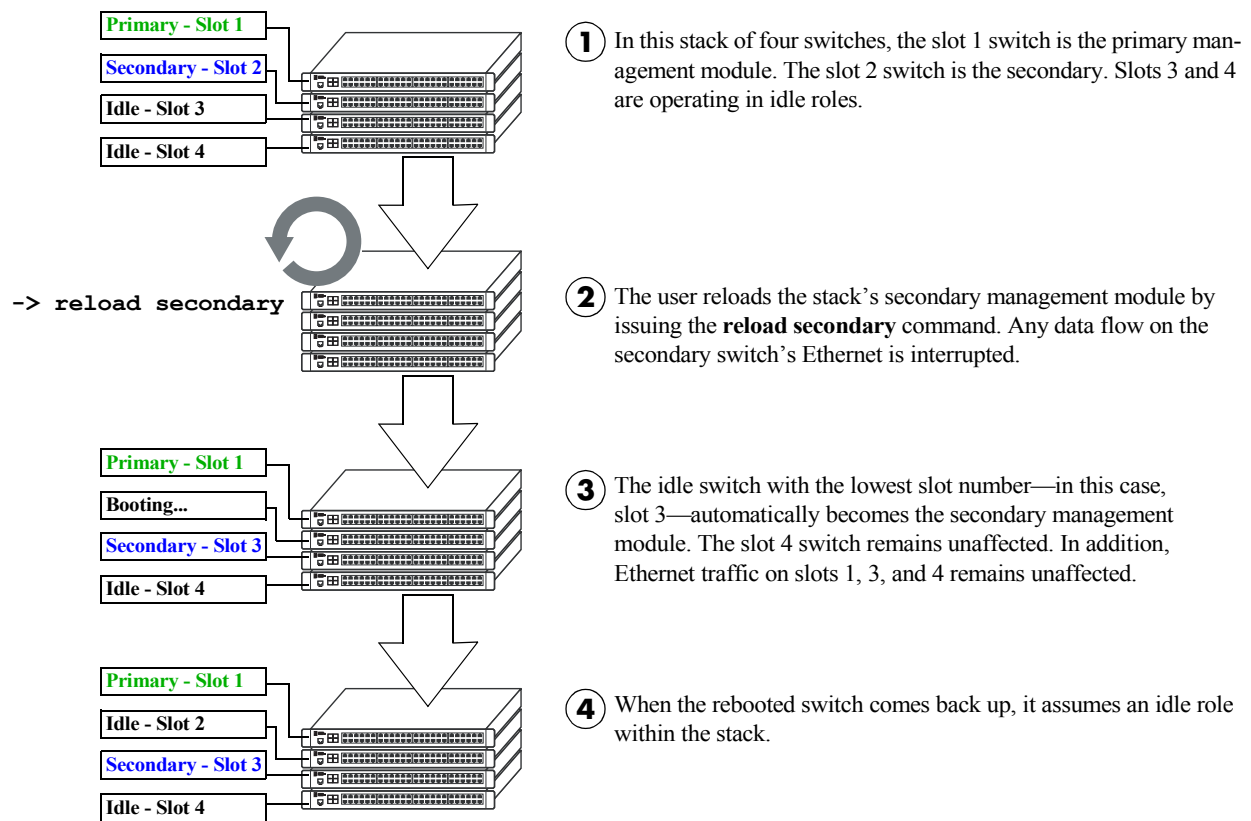 Primary - Slot 1
Secondary - Slot 2
Idle - Slot 3
Idle - Slot 4
1 In this stack of four switches, the slot 1 switch is the primary man-
agement module. The slot 2 switch is the secondary. Slots 3 and 4
are operating in idle roles.
-> reload secondary
2 The user reloads the stack’s secondary management module by
issuing the reload secondary command. Any data flow on the
secondary switch’s Ethernet is interrupted.
Primary - Slot 1
Booting...
Secondary - Slot 3
Idle - Slot 4
3 The idle switch with the lowest slot number—in this case,
slot 3—automatically becomes the secondary management
module. The slot 4 switch remains unaffected. In addition,
Ethernet traffic on slots 1, 3, and 4 remains unaffected.
Primary - Slot 1
Idle - Slot 2
Secondary - Slot 3
Idle - Slot 4
4 When the rebooted switch comes back up, it assumes an idle role
within the stack.